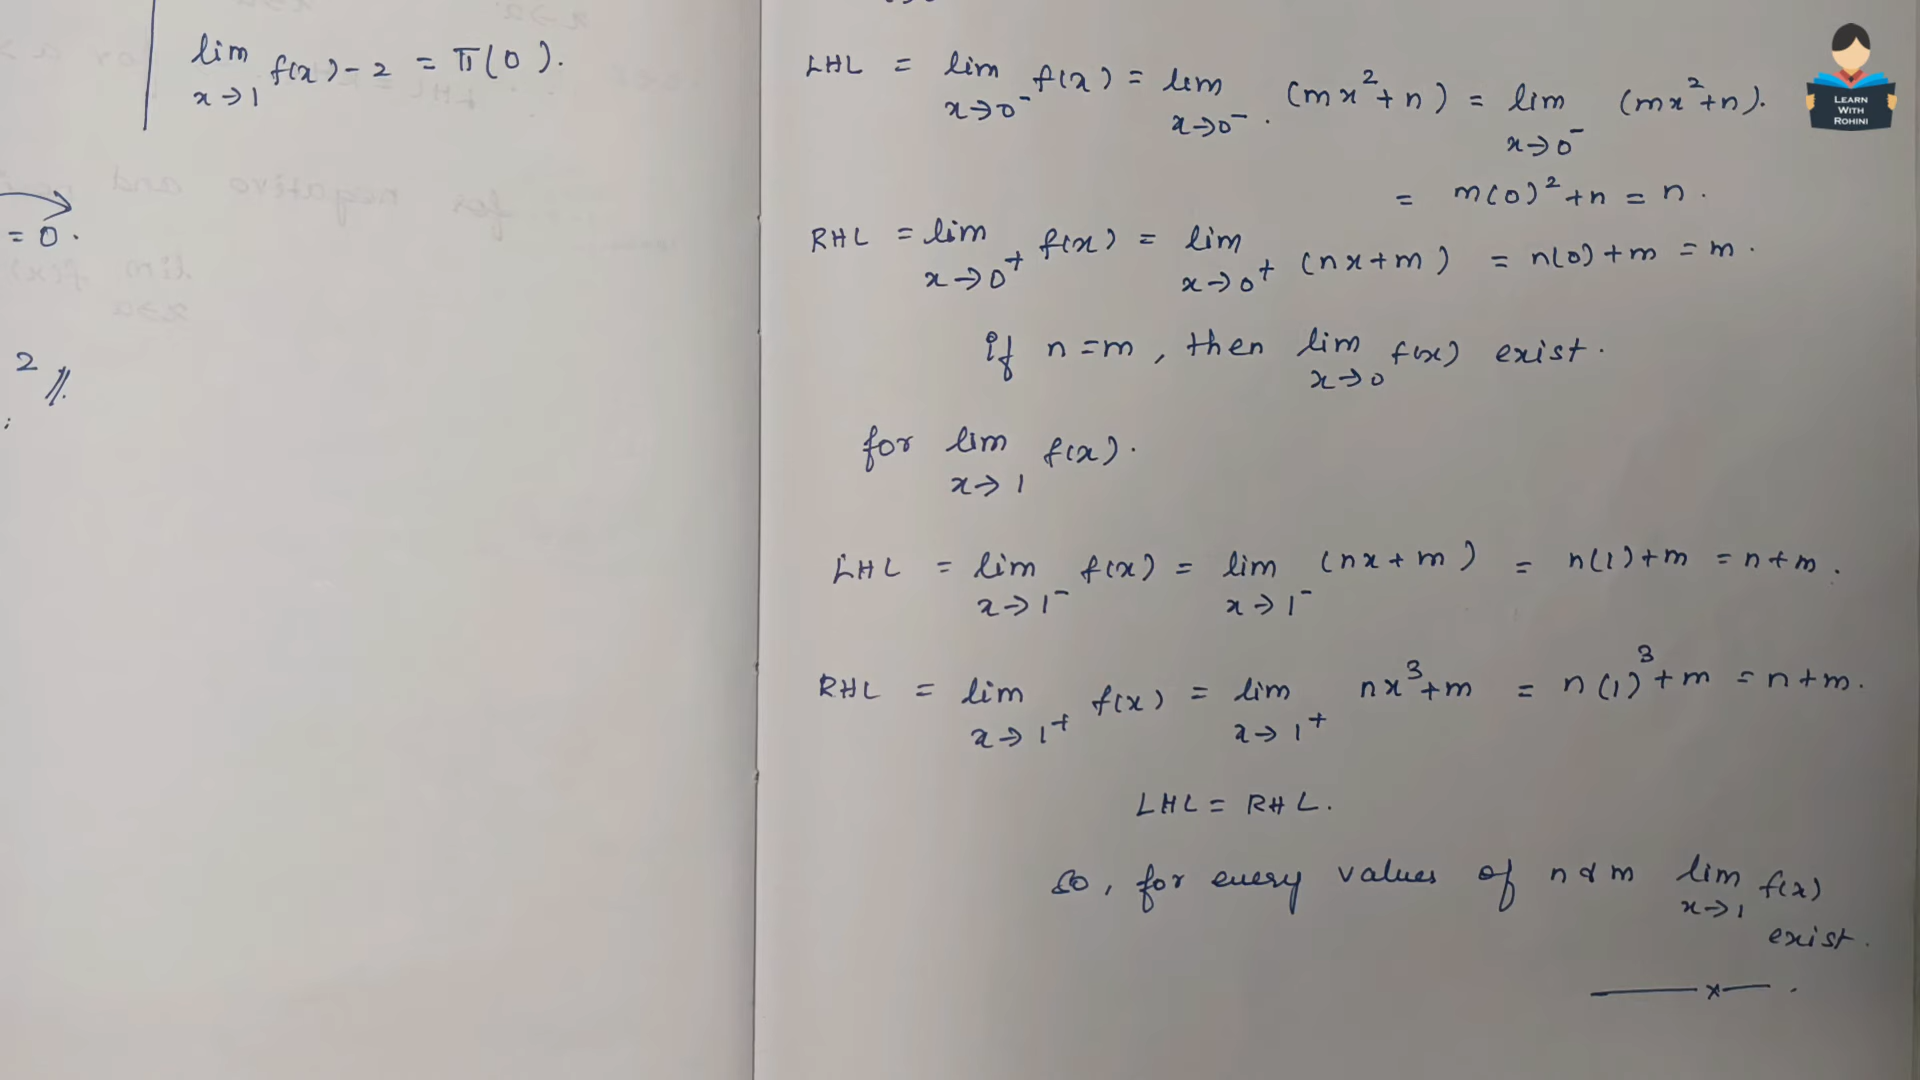 lim f(x) - 2 = π(0).
x→1
= 0.
2 //.
;
LHL = lim f(x) = lim (mx²+n) = lim (mx²+n).
x→0⁻ x→0⁻. x→0⁻
= m(0)²+n = n.
RHL = lim f(x) = lim (nx+m) = n(0)+m = m.
x→0⁺ x→0⁺
if n=m, then lim f(x) exist.
x→0
for lim f(x).
x→1
LHL = lim f(x) = lim (nx+m) = n(1)+m = n+m.
x→1⁻ x→1⁻
RHL = lim f(x) = lim nx³+m = n(1)³+m = n+m.
x→1⁺ x→1⁺
LHL = RHL.
so, for every values of n & m lim f(x)
x→1
exist.
x .
LEARN
WITH
ROHINI